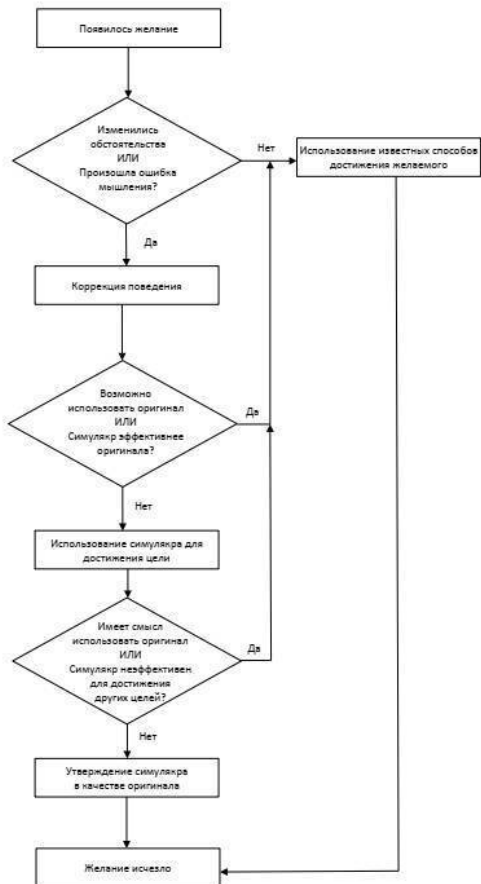 Появилось желание
Изменились
обстоятельства
ИЛИ
Произошла ошибка
мышления?
Нет
Использование известных способов
достижения желаемого
Да
Коррекция поведения
Возможно
использовать оригинал
ИЛИ
Симулякр эффективнее
оригинала?
Да
Нет
Использование симулякра для
достижения цели
Имеет смысл
использовать оригинал
ИЛИ
Симулякр неэффективен
для достижения
других целей?
Да
Нет
Утверждение симулякра
в качестве оригинала
Желание исчезло